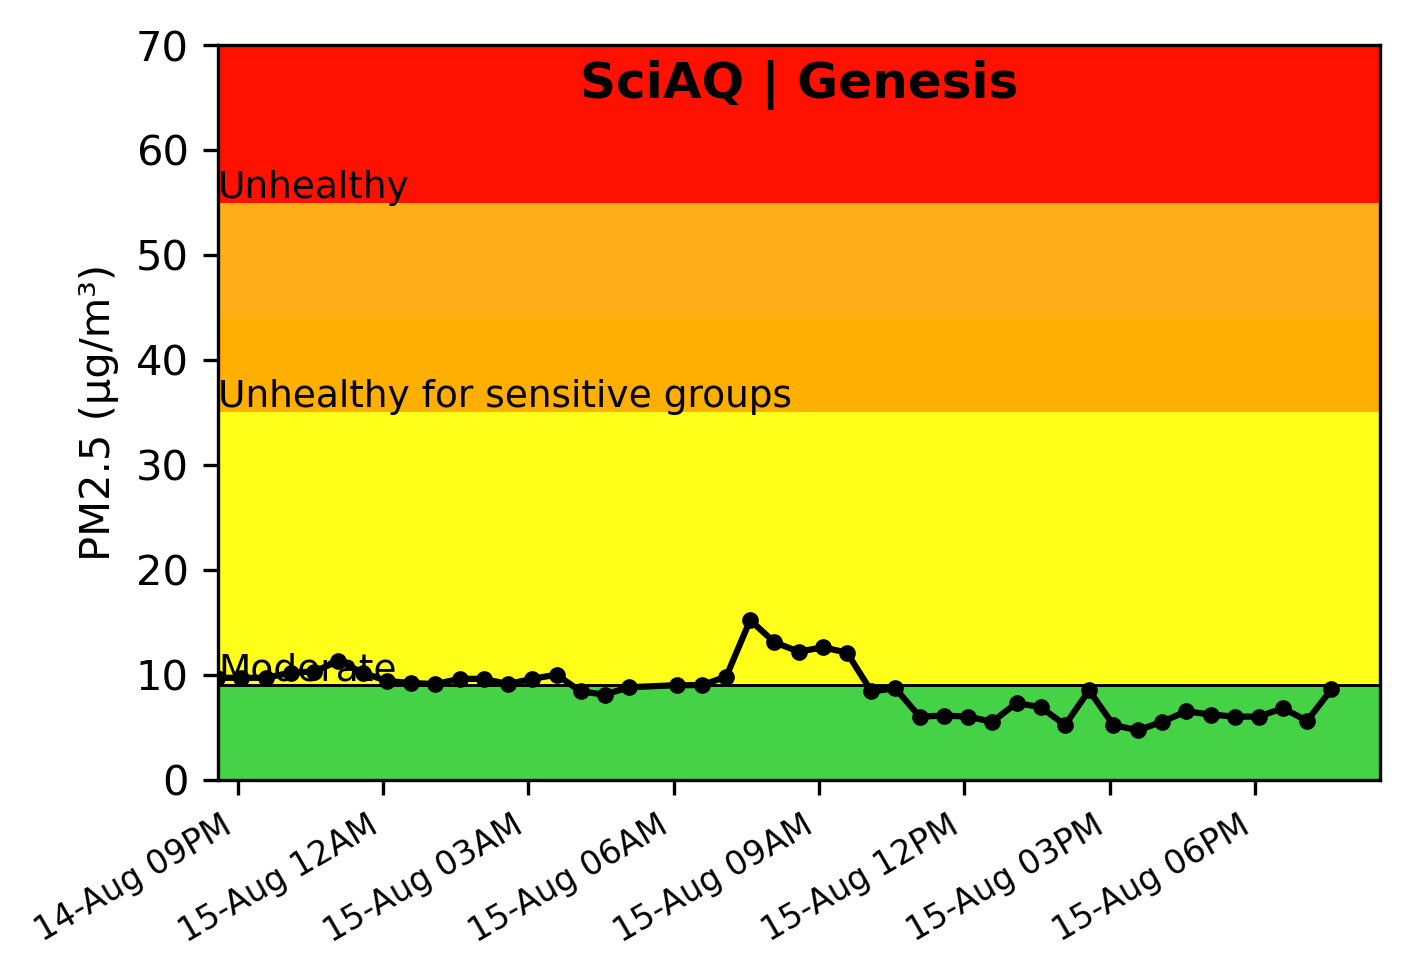 SciAQ | Genesis
PM2.5 (µg/m³)
70
60
50
40
30
20
10
0
Unhealthy
Unhealthy for sensitive groups
Moderate
14-Aug 09PM
15-Aug 12AM
15-Aug 03AM
15-Aug 06AM
15-Aug 09AM
15-Aug 12PM
15-Aug 03PM
15-Aug 06PM